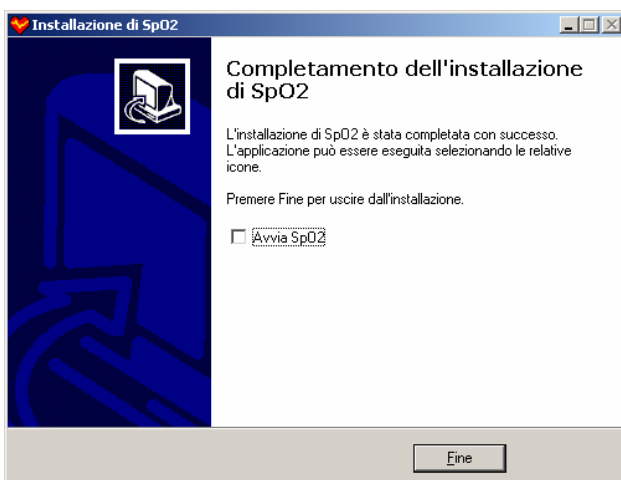 Installazione di SpO2
Completamento dell'installazione
di SpO2
L'installazione di SpO2 è stata completata con successo.
L'applicazione può essere eseguita selezionando le relative
icone.
Premere Fine per uscire dall'installazione.
Avvia SpO2
Fine